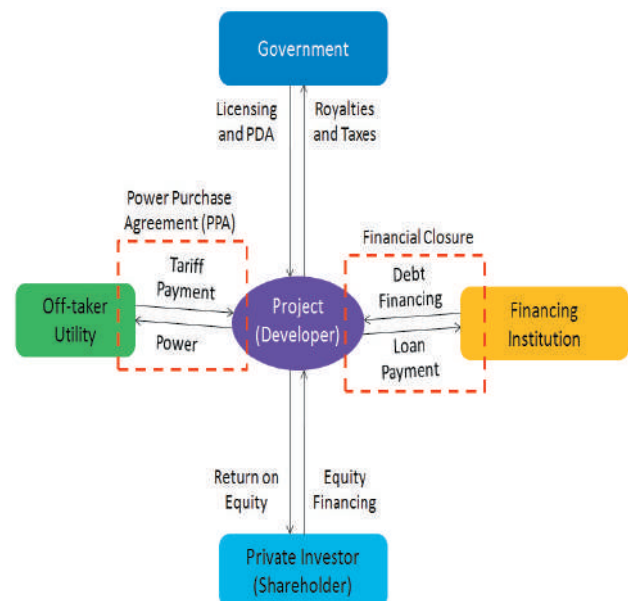 Government
Licensing
and PDA
Royalties
and Taxes
Power Purchase
Agreement (PPA)
Financial Closure
Tariff
Payment
Debt
Financing
Off-taker
Utility
Project
(Developer)
Financing
Institution
Power
Loan
Payment
Return on
Equity
Equity
Financing
Private Investor
(Shareholder)